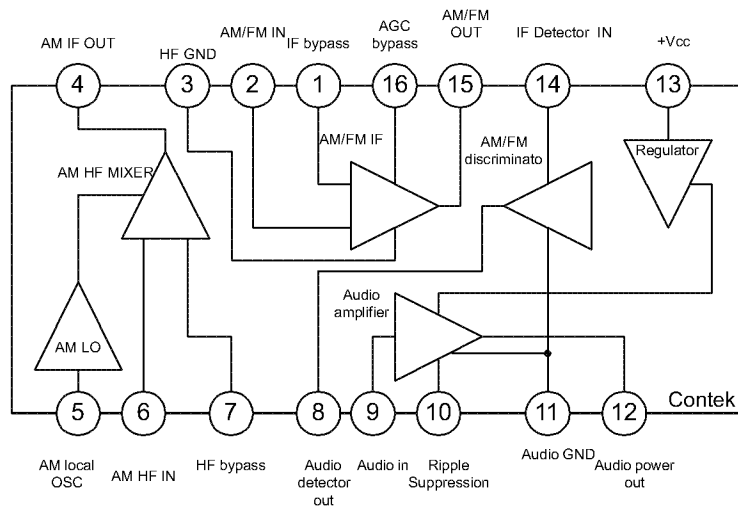 AM IF OUT
HF GND
AM/FM IN
IF bypass
AGC
bypass
AM/FM
OUT
IF Detector IN
+Vcc
4
3
2
1
16
15
14
13
AM/FM IF
AM/FM
discriminato
Regulator
AM HF MIXER
Audio
amplifier
AM LO
Contek
5
6
7
8
9
10
11
12
AM local
OSC
AM HF IN
HF bypass
Audio
detector
out
Audio in
Ripple
Suppression
Audio GND
Audio power
out